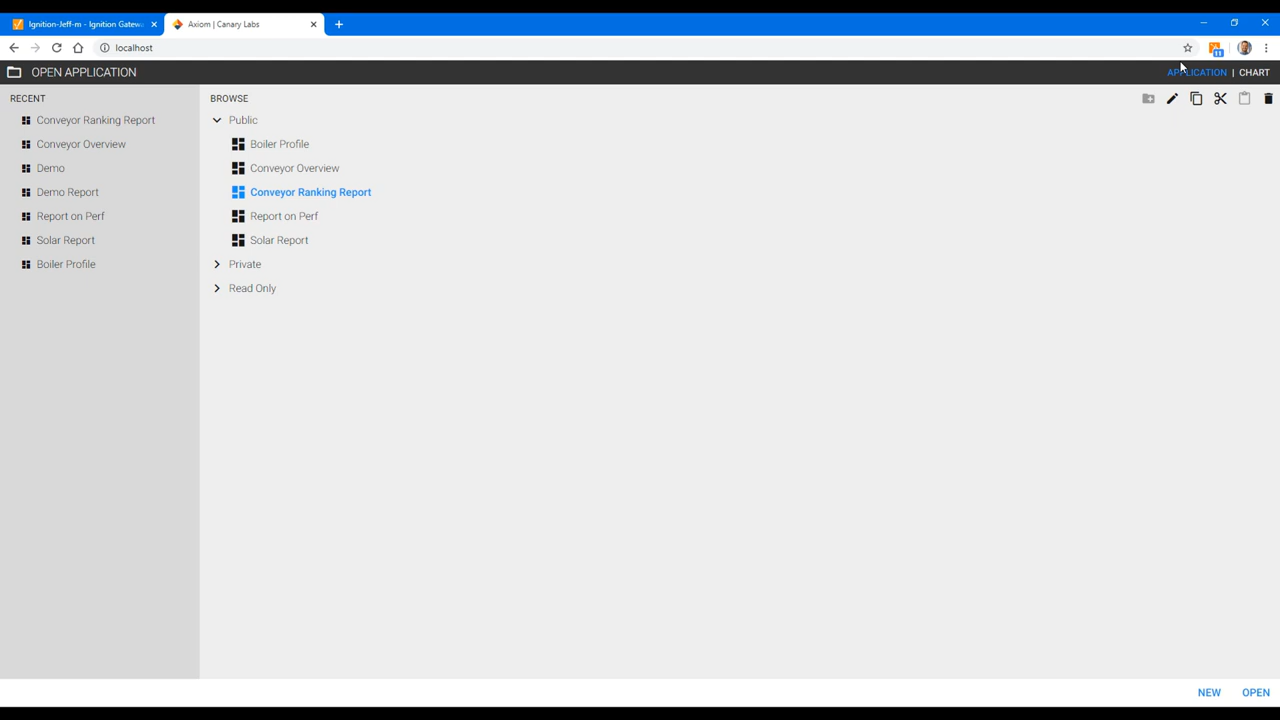 Ignition-Jeff-m - Ignition Gatew
Axiom | Canary Labs
localhost
11
OPEN APPLICATION
APPLICATION | CHART
RECENT
Conveyor Ranking Report
Conveyor Overview
Demo
Demo Report
Report on Perf
Solar Report
Boiler Profile
BROWSE
Public
Boiler Profile
Conveyor Overview
Conveyor Ranking Report
Report on Perf
Solar Report
Private
Read Only
NEW
OPEN